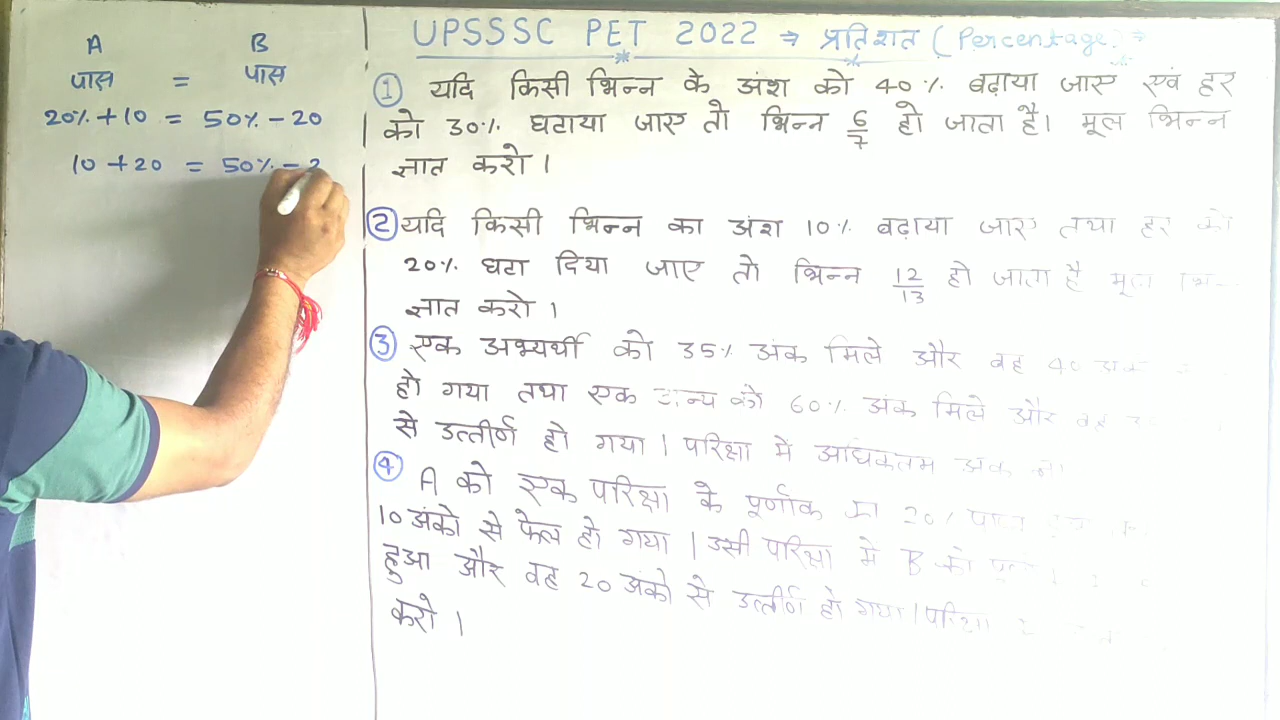 A B
पास = पास
20% + 10 = 50% - 20
10 + 20 = 50% -
UPSSSC PET 2022 ⇒ प्रतिशत ( Percentage ) ⇒
① यदि किसी भिन्न के अंश को 40% बढ़ाया जाए एवं हर
को 30% घटाया जाए तो भिन्न 6/7 हो जाता है। मूल भिन्न
ज्ञात करो।
② यदि किसी भिन्न का अंश 10% बढ़ाया जाए तथा हर को
20% घटा दिया जाए तो भिन्न 12/13 हो जाता है मूल
ज्ञात करो।
③ एक अभ्यर्थी को 35% अंक मिले और वह 40 अंक
हो गया तथा एक अन्य को 60% अंक मिले और वह
से उत्तीर्ण हो गया। परिक्षा में अधिकतम अंक
④ A को एक परिक्षा के पूर्णांक का 20%
10 अंको से फेल हो गया। उसी परिक्षा में B को
हुआ और वह 20 अंको से उत्तीर्ण हो गया।
करो।